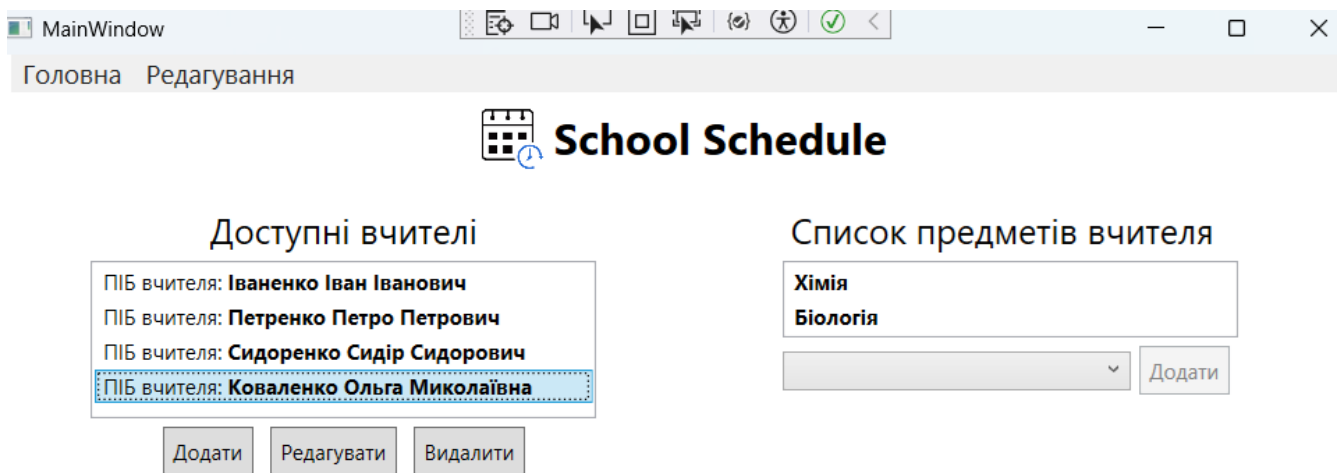 MainWindow
Головна Редагування
School Schedule
Доступні вчителі
ПІБ вчителя: Іваненко Іван Іванович
ПІБ вчителя: Петренко Петро Петрович
ПІБ вчителя: Сидоренко Сидір Сидорович
ПІБ вчителя: Коваленко Ольга Миколаївна
Додати Редагувати Видалити
Список предметів вчителя
Хімія
Біологія
Додати